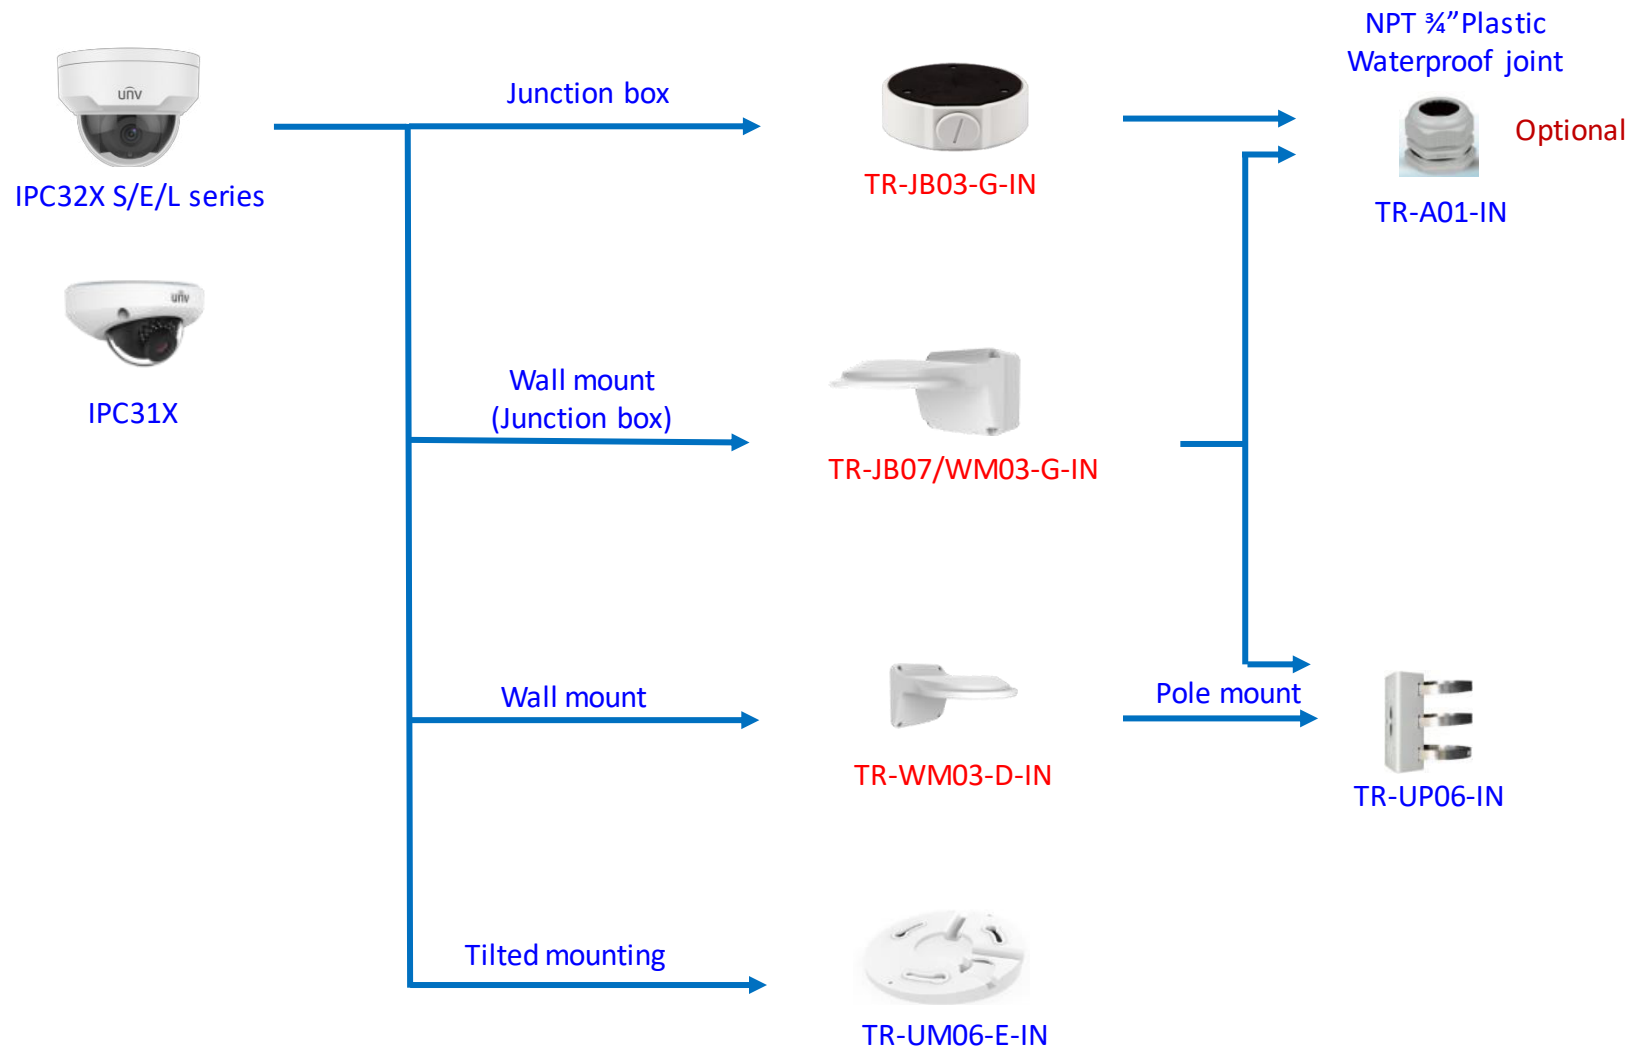 NPT ¾”Plastic
Waterproof joint
unv
Junction box
Optional
IPC32X S/E/L series
TR-JB03-G-IN
TR-A01-IN
unv
IPC31X
Wall mount
(Junction box)
TR-JB07/WM03-G-IN
Wall mount
Pole mount
TR-WM03-D-IN
TR-UP06-IN
Tilted mounting
TR-UM06-E-IN